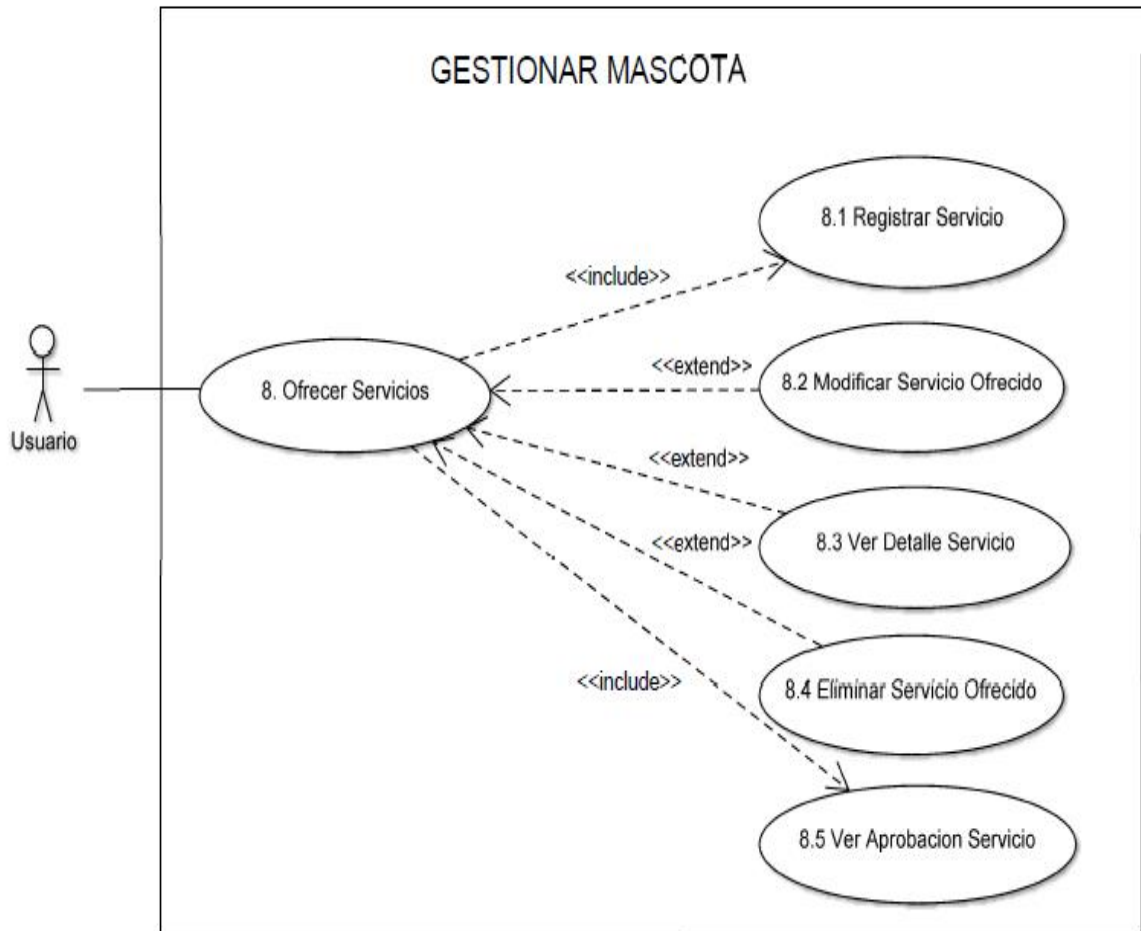 GESTIONAR MASCOTA
8.1 Registrar Servicio
<<include>>
<<extend>>
8.2 Modificar Servicio Ofrecido
8. Ofrecer Servicios
Usuario
<<extend>>
8.3 Ver Detalle Servicio
<<extend>>
8.4 Eliminar Servicio Ofrecido
<<include>>
8.5 Ver Aprobacion Servicio